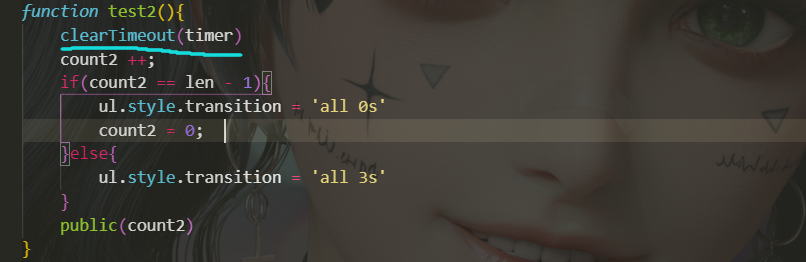 function test2(){
clearTimeout(timer)
count2 ++;
if(count2 == len - 1){
ul.style.transition = 'all 0s'
count2 = 0;
}else{
ul.style.transition = 'all 3s'
}
public(count2)
}